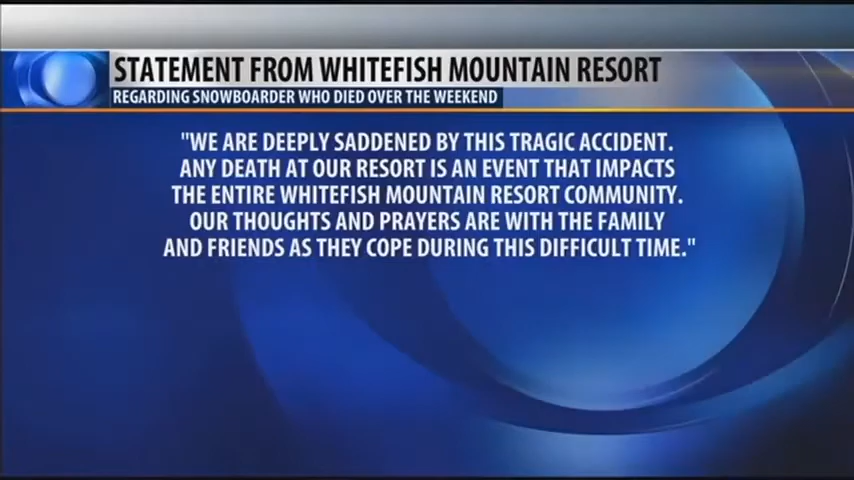 STATEMENT FROM WHITEFISH MOUNTAIN RESORT
REGARDING SNOWBOARDER WHO DIED OVER THE WEEKEND
"WE ARE DEEPLY SADDENED BY THIS TRAGIC ACCIDENT.
ANY DEATH AT OUR RESORT IS AN EVENT THAT IMPACTS
THE ENTIRE WHITEFISH MOUNTAIN RESORT COMMUNITY.
OUR THOUGHTS AND PRAYERS ARE WITH THE FAMILY
AND FRIENDS AS THEY COPE DURING THIS DIFFICULT TIME."